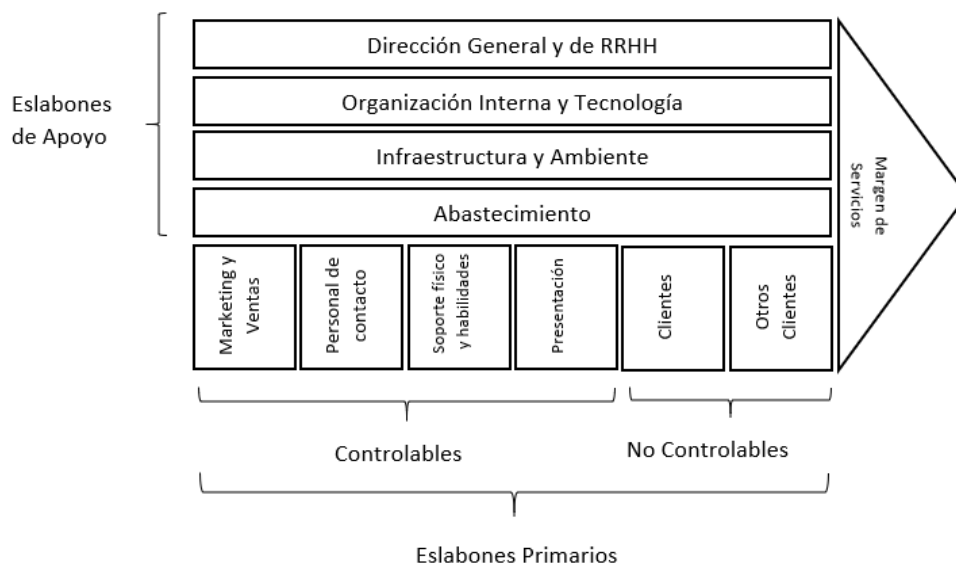 Dirección General y de RRHH
Organización Interna y Tecnología
Infraestructura y Ambiente
Abastecimiento
Eslabones
de Apoyo
Marketing y
Ventas
Personal de
contacto
Soporte físico
y habilidades
Presentación
Clientes
Otros
Clientes
Margen de
Servicios
Controlables
No Controlables
Eslabones Primarios